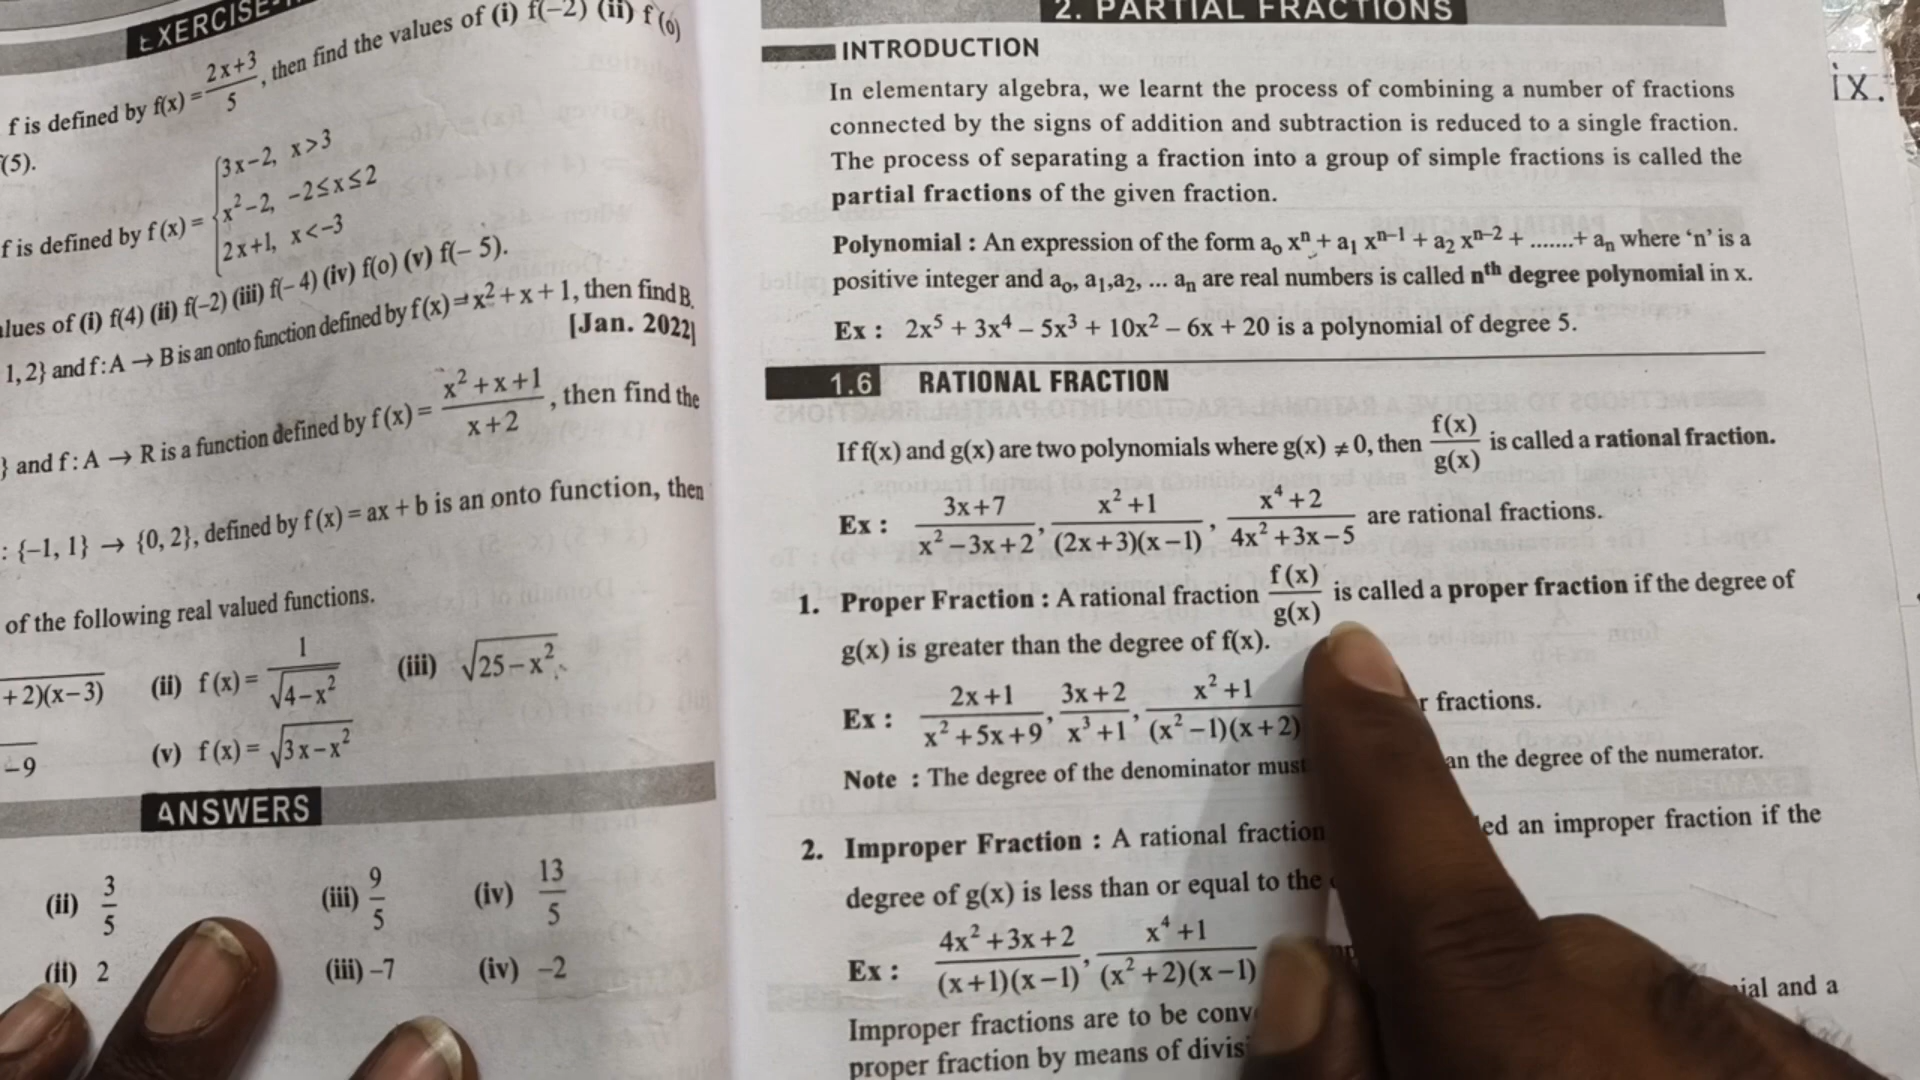 EXERCISE
f is defined by f(x) = 2x+3/5, then find the values of (i) f(−2) (ii) f(o)
(5).
f is defined by f(x) = { 3x−2, x>3
x²−2, −2≤x≤2
2x+1, x<−3
lues of (i) f(4) (ii) f(−2) (iii) f(−4) (iv) f(o) (v) f(−5).
1, 2} and f : A → B is an onto function defined by f(x) = x² + x + 1, then find B.
[Jan. 2022]
} and f : A → R is a function defined by f(x) = x²+x+1/x+2, then find the
: {−1, 1} → {0, 2}, defined by f(x) = ax + b is an onto function, then
of the following real valued functions.
+2)(x−3) (ii) f(x) = 1/√(4−x²) (iii) √(25−x²)
−9 (v) f(x) = √(3x−x²)
ANSWERS
(ii) 3/5 (iii) 9/5 (iv) 13/5
(ii) 2 (iii) −7 (iv) −2
2. PARTIAL FRACTIONS
INTRODUCTION
In elementary algebra, we learnt the process of combining a number of fractions
connected by the signs of addition and subtraction is reduced to a single fraction.
The process of separating a fraction into a group of simple fractions is called the
partial fractions of the given fraction.
Polynomial : An expression of the form a₀ xⁿ + a₁ xⁿ⁻¹ + a₂ xⁿ⁻² + .......+ aₙ where ‘n’ is a
positive integer and a₀, a₁,a₂, ... aₙ are real numbers is called nᵗʰ degree polynomial in x.
Ex : 2x⁵ + 3x⁴ − 5x³ + 10x² − 6x + 20 is a polynomial of degree 5.
1.6 RATIONAL FRACTION
If f(x) and g(x) are two polynomials where g(x) ≠ 0, then f(x)/g(x) is called a rational fraction.
Ex : 3x+7/x²−3x+2, x²+1/(2x+3)(x−1), x⁴+2/4x²+3x−5 are rational fractions.
1. Proper Fraction : A rational fraction f(x)/g(x) is called a proper fraction if the degree of
g(x) is greater than the degree of f(x).
Ex : 2x+1/x²+5x+9, 3x+2/x³+1, x²+1/(x²−1)(x+2) r fractions.
Note : The degree of the denominator must an the degree of the numerator.
2. Improper Fraction : A rational fraction ed an improper fraction if the
degree of g(x) is less than or equal to the
Ex : 4x²+3x+2/(x+1)(x−1), x⁴+1/(x²+2)(x−1)
Improper fractions are to be conv ial and a
proper fraction by means of divis
ix.